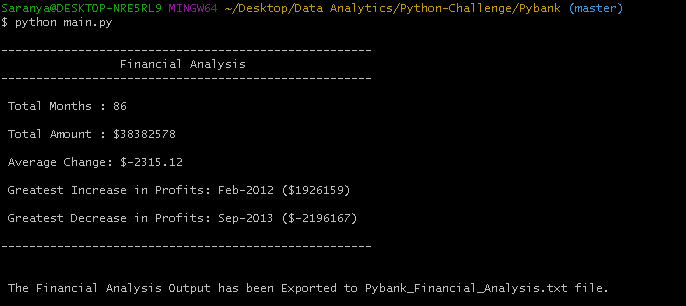 Saranya@DESKTOP-NRE5RL9 MINGW64 ~/Desktop/Data Analytics/Python-Challenge/Pybank (master)
$ python main.py
-----------------------------------------------------
Financial Analysis
-----------------------------------------------------
Total Months : 86
Total Amount : $38382578
Average Change: $-2315.12
Greatest Increase in Profits: Feb-2012 ($1926159)
Greatest Decrease in Profits: Sep-2013 ($-2196167)
-----------------------------------------------------
The Financial Analysis Output has been Exported to Pybank_Financial_Analysis.txt file.